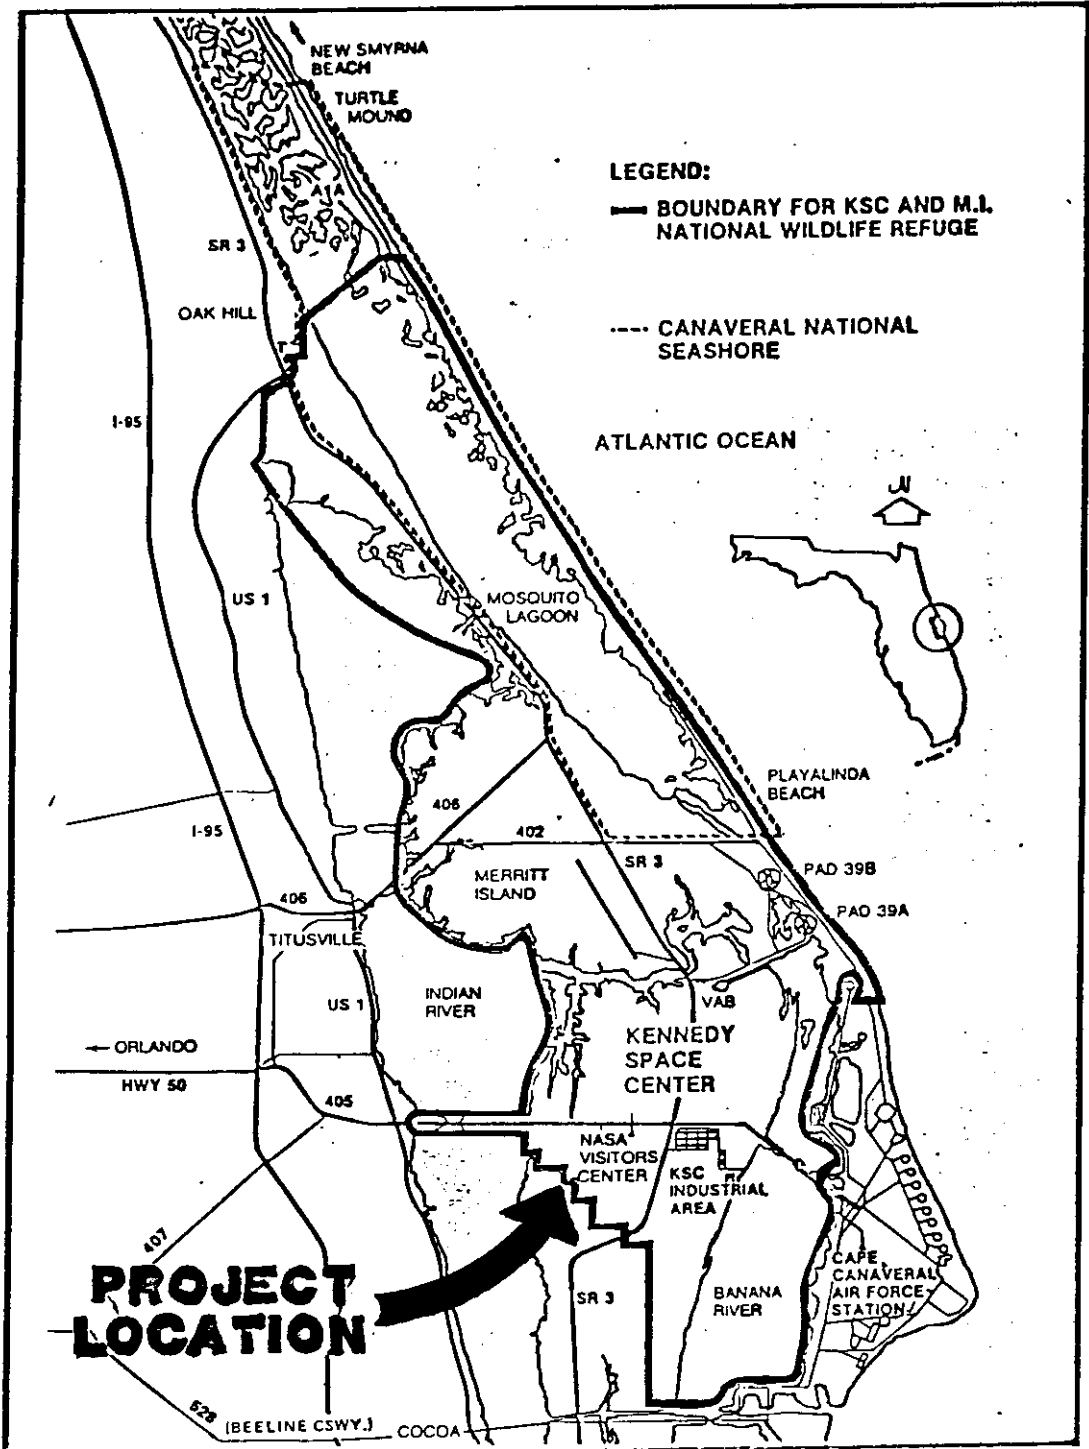 NEW SMYRNA
BEACH
TURTLE
MOUND
LEGEND:
BOUNDARY FOR KSC AND M.I.
NATIONAL WILDLIFE REFUGE
A1A
SR 3
OAK HILL
CANAVERAL NATIONAL
SEASHORE
I-95
ATLANTIC OCEAN
N
US 1
MOSQUITO
LAGOON
PLAYALINDA
BEACH
406
402
I-95
SR 3
MERRITT
ISLAND
PAD 39B
406
PAD 39A
TITUSVILLE
INDIAN
RIVER
US 1
VAB
KENNEDY
SPACE
CENTER
← ORLANDO
HWY 50
405
NASA
VISITORS
CENTER
KSC
INDUSTRIAL
AREA
407
PROJECT
LOCATION
SR 3
BANANA
RIVER
CAPE
CANAVERAL
AIR FORCE
STATION
528
(BEELINE CSWY.)
COCOA